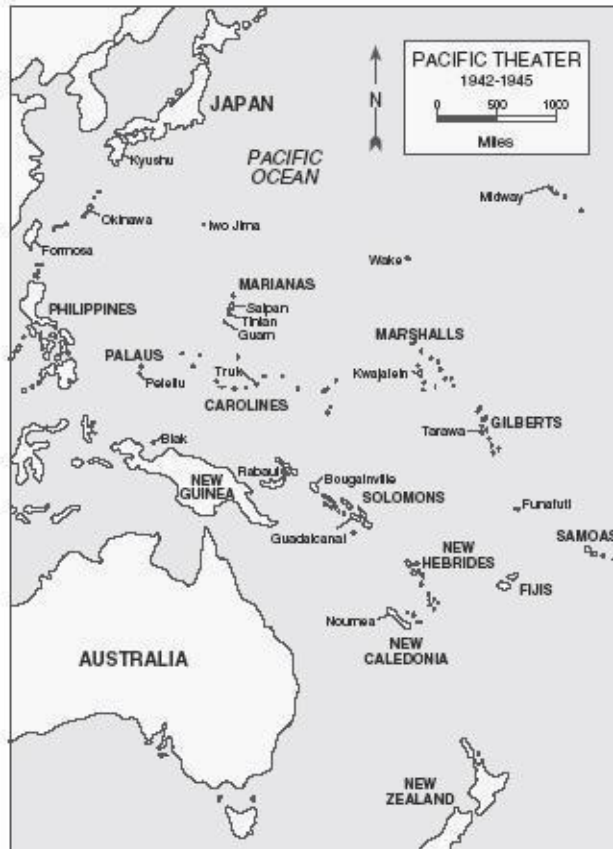 PACIFIC THEATER
1942-1945
0 500 1000
Miles
N
JAPAN
Kyushu
PACIFIC
OCEAN
Midway
Okinawa
Iwo Jima
Formosa
Wake
MARIANAS
Saipan
Tinian
Guam
PHILIPPINES
MARSHALLS
PALAUS
Truk
Kwajalein
Peleliu
CAROLINES
GILBERTS
Tarawa
Biak
Rabaul
Bougainville
NEW
GUINEA
SOLOMONS
Funafuti
Guadalcanal
SAMOAS
NEW
HEBRIDES
FIJIS
Noumea
NEW
CALEDONIA
AUSTRALIA
NEW
ZEALAND